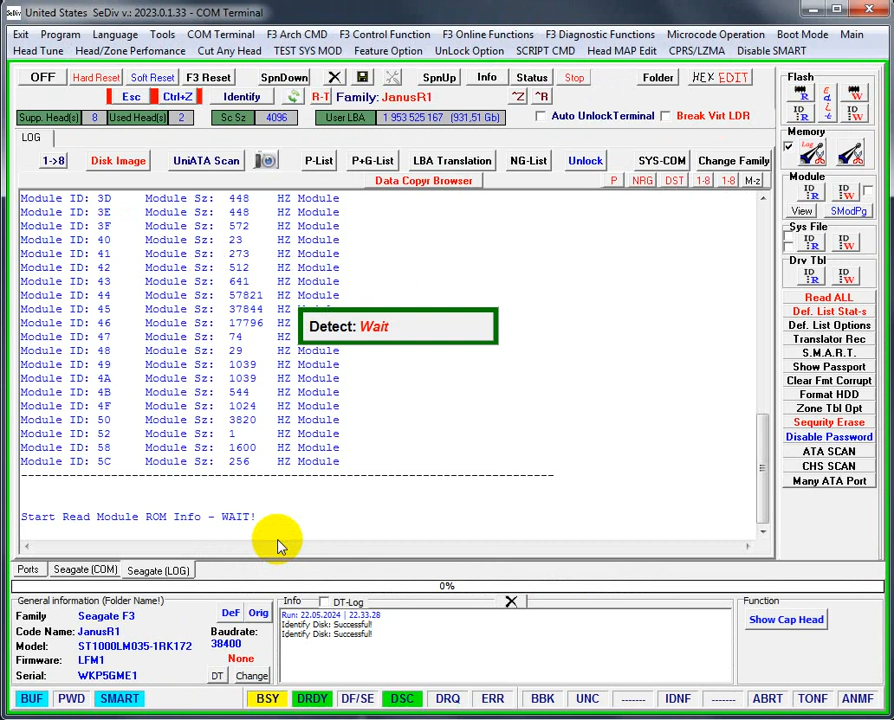 United States SeDiv v.: 2023.0.1.33 - COM Terminal
Exit Program Language Tools COM Terminal F3 Arch CMD F3 Control Function F3 Online Functions F3 Diagnostic Functions Microcode Operation Boot Mode Main
Head Tune Head/Zone Perfomance Cut Any Head TEST SYS MOD Feature Option UnLock Option SCRIPT CMD Head MAP Edit CPRS/LZMA Disable SMART
OFF Hard Reset Soft Reset F3 Reset SpnDown SpnUp Info Status Stop Folder HEX EDIT
Esc Ctrl+Z Identify R-T Family: JanusR1 ^Z ^R
Supp. Head(s) 8 Used Head(s) 2 Sc Sz 4096 User LBA 1 953 525 167 (931,51 Gb) Auto UnlockTerminal Break Virt LDR
LOG
1->8 Disk Image UniATA Scan P-List P+G-List LBA Translation NG-List Unlock SYS-COM Change Family
Data Copyr Browser P NRG DST 1-8 1-8 M-z
Module ID: 3D Module Sz: 448 HZ Module
Module ID: 3E Module Sz: 448 HZ Module
Module ID: 3F Module Sz: 572 HZ Module
Module ID: 40 Module Sz: 23 HZ Module
Module ID: 41 Module Sz: 273 HZ Module
Module ID: 42 Module Sz: 512 HZ Module
Module ID: 43 Module Sz: 641 HZ Module
Module ID: 44 Module Sz: 57821 HZ Module
Module ID: 45 Module Sz: 37844
Module ID: 46 Module Sz: 17796
Module ID: 47 Module Sz: 74
Module ID: 48 Module Sz: 29 HZ Module
Module ID: 49 Module Sz: 1039 HZ Module
Module ID: 4A Module Sz: 1039 HZ Module
Module ID: 4B Module Sz: 544 HZ Module
Module ID: 4F Module Sz: 1024 HZ Module
Module ID: 50 Module Sz: 3820 HZ Module
Module ID: 52 Module Sz: 1 HZ Module
Module ID: 58 Module Sz: 1600 HZ Module
Module ID: 5C Module Sz: 256 HZ Module
Start Read Module ROM Info - WAIT!
Detect: Wait
Flash
R Edit W
Memory
Log
Module
ID R ID W
View SModPg
Sys File
ID R ID W
Drv Tbl
ID R ID W
Read ALL
Def. List Stat-s
Def. List Options
Translator Rec
S.M.A.R.T.
Show Passport
Clear Fmt Corrupt
Format HDD
Zone Tbl Opt
Sequrity Erase
Disable Password
ATA SCAN
CHS SCAN
Many ATA Port
Ports Seagate (COM) Seagate (LOG)
0%
General information (Folder Name!)
Family Seagate F3
Code Name: JanusR1
Model: ST1000LM035-1RK172
Firmware: LFM1
Serial: WKP5GME1
DeF Orig
Baudrate:
38400
None
DT Change
Info DT-Log
Run: 22.05.2024 | 22.33.28
Identify Disk: Successful!
Identify Disk: Successful!
Function
Show Cap Head
BUF PWD SMART BSY DRDY DF/SE DSC DRQ ERR BBK UNC ------- IDNF ------- ABRT TONF ANMF